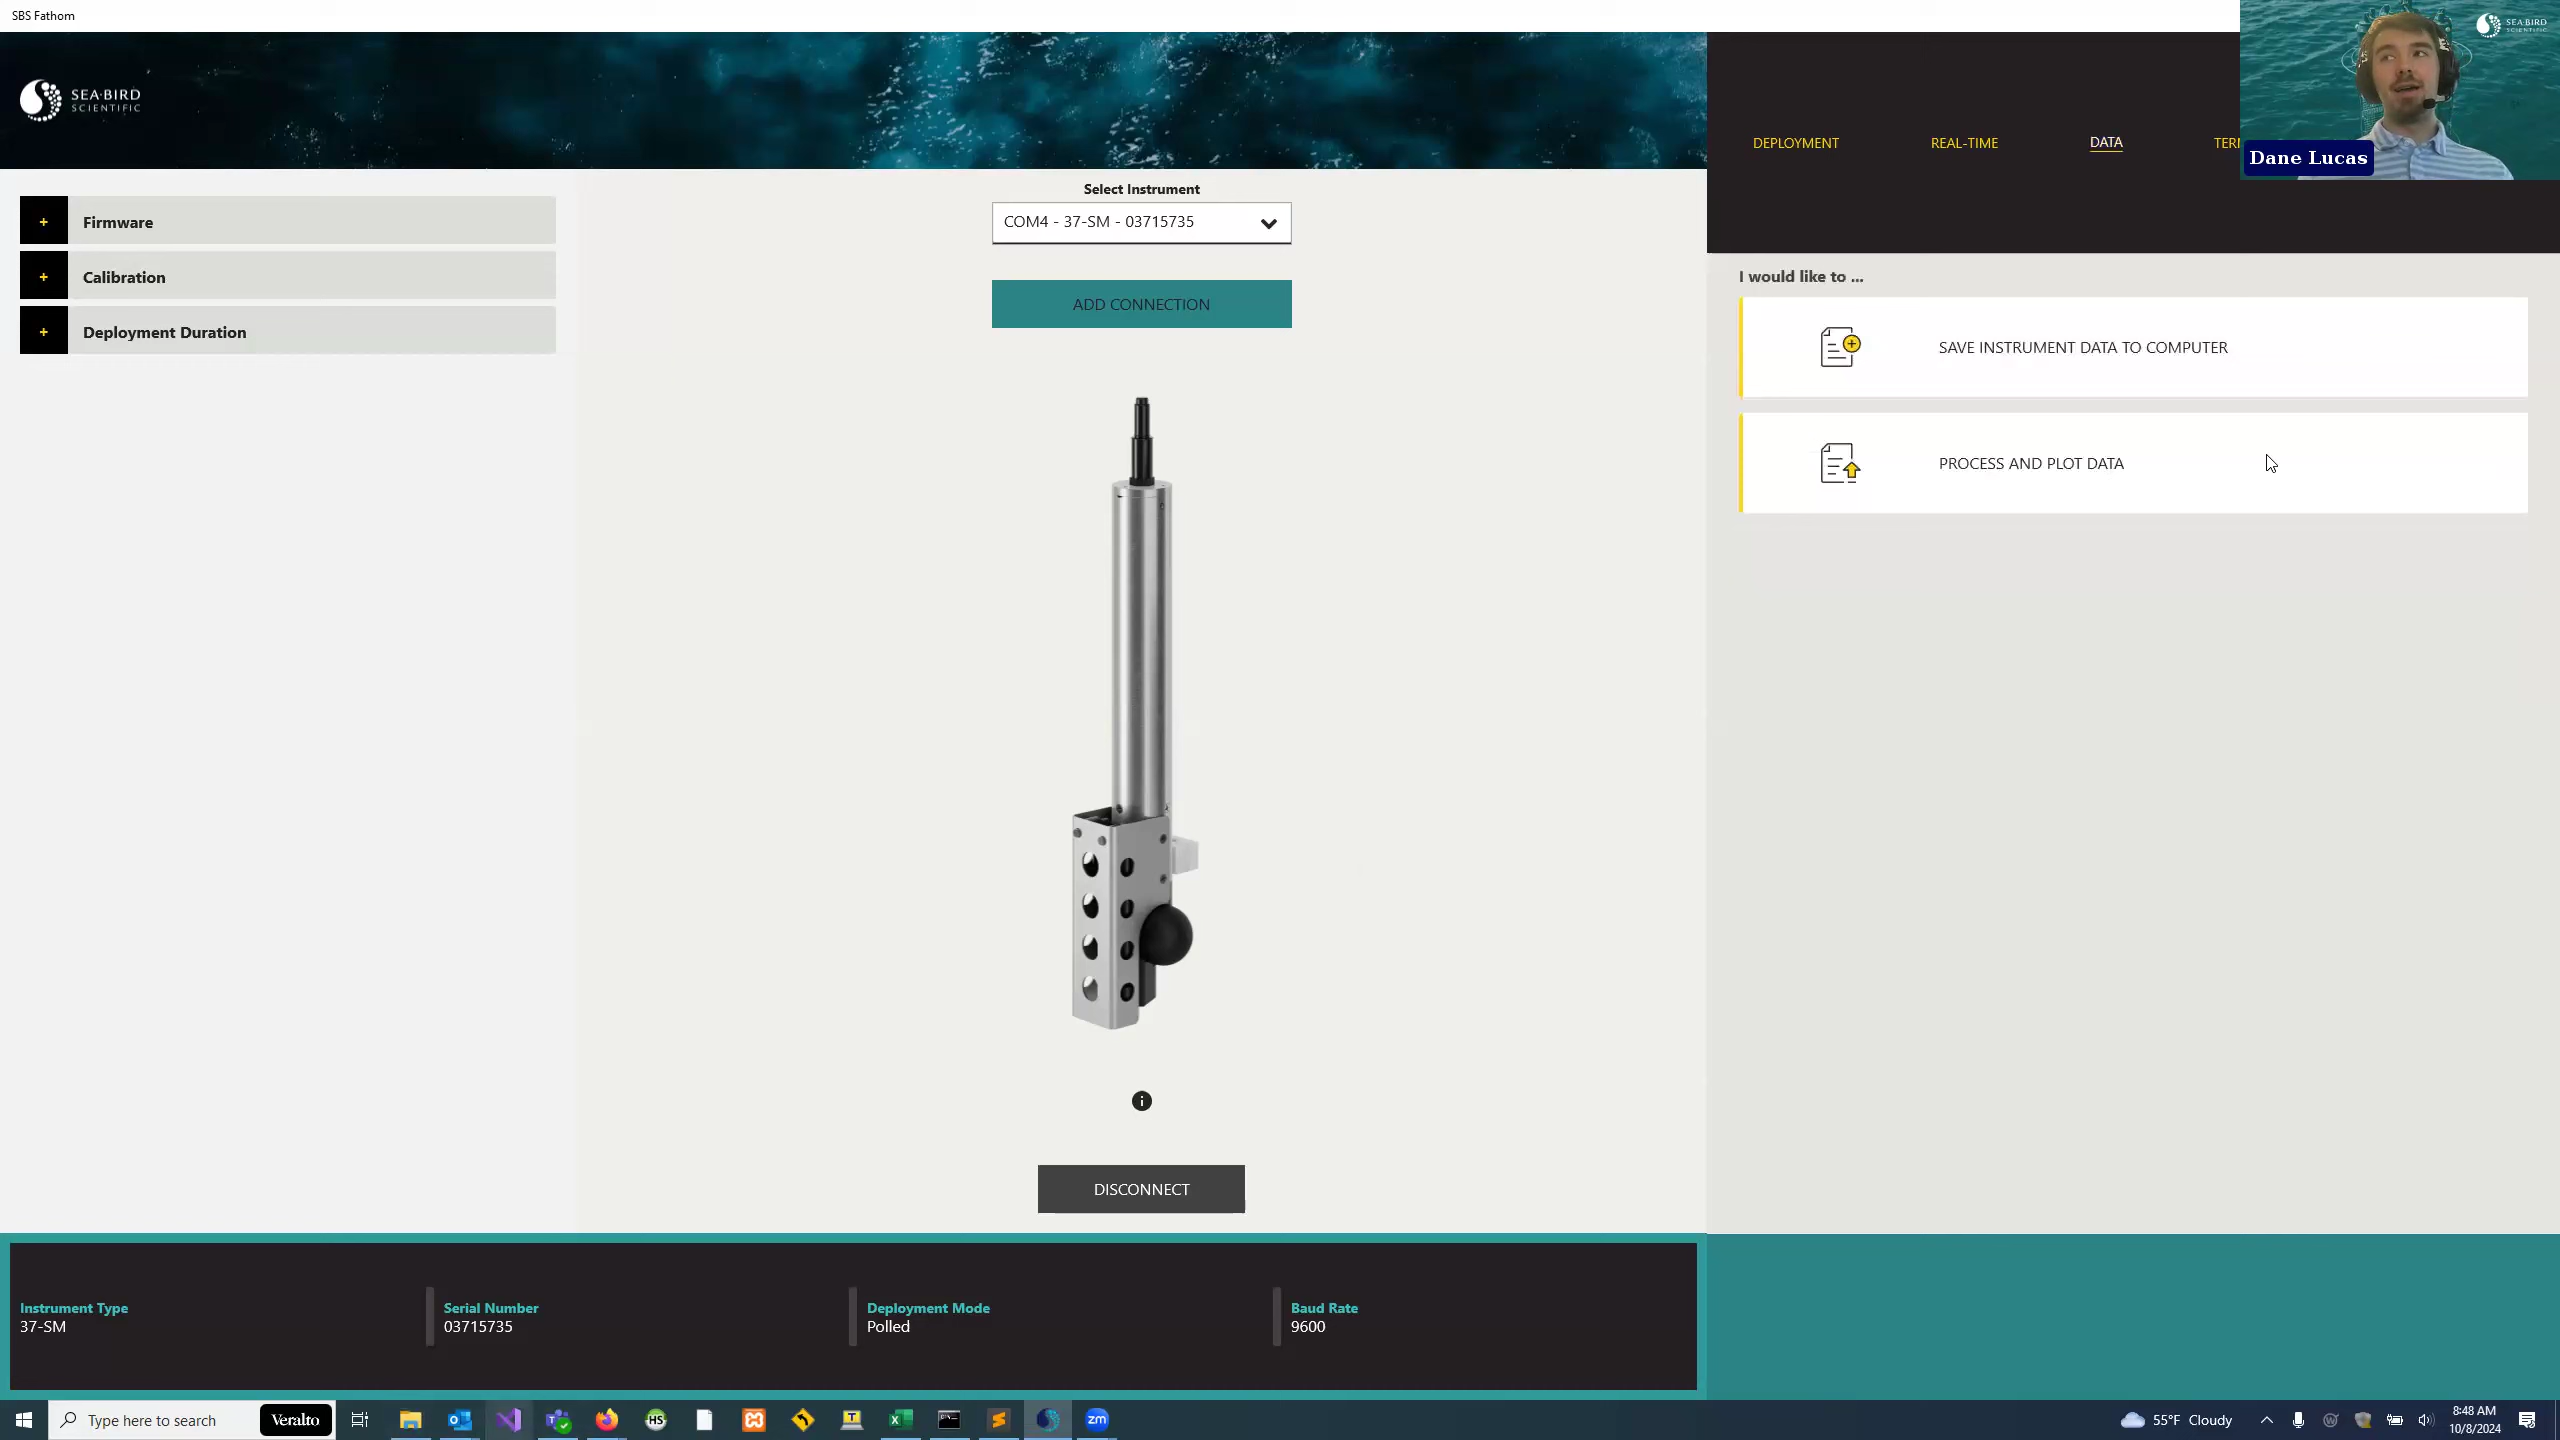 SBS Fathom
SEA·BIRD
SCIENTIFIC
DEPLOYMENT
REAL-TIME
DATA
SEA·BIRD
SCIENTIFIC
Dane Lucas
Firmware
Calibration
Deployment Duration
Select Instrument
COM4 - 37-SM - 03715735
ADD CONNECTION
DISCONNECT
I would like to ...
SAVE INSTRUMENT DATA TO COMPUTER
PROCESS AND PLOT DATA
Instrument Type
37-SM
Serial Number
03715735
Deployment Mode
Polled
Baud Rate
9600
Type here to search
Veralto
HS
zm
55°F Cloudy
8:48 AM
10/8/2024